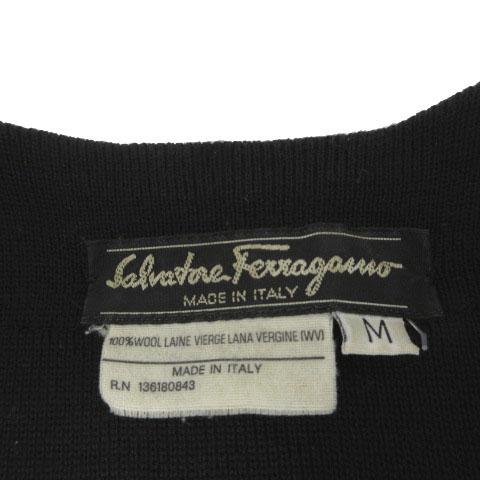 Salvatore Ferragamo
MADE IN ITALY
M
100%WOOL LAINE VIERGE LANA VERGINE (WV)
MADE IN ITALY
R.N 136180843